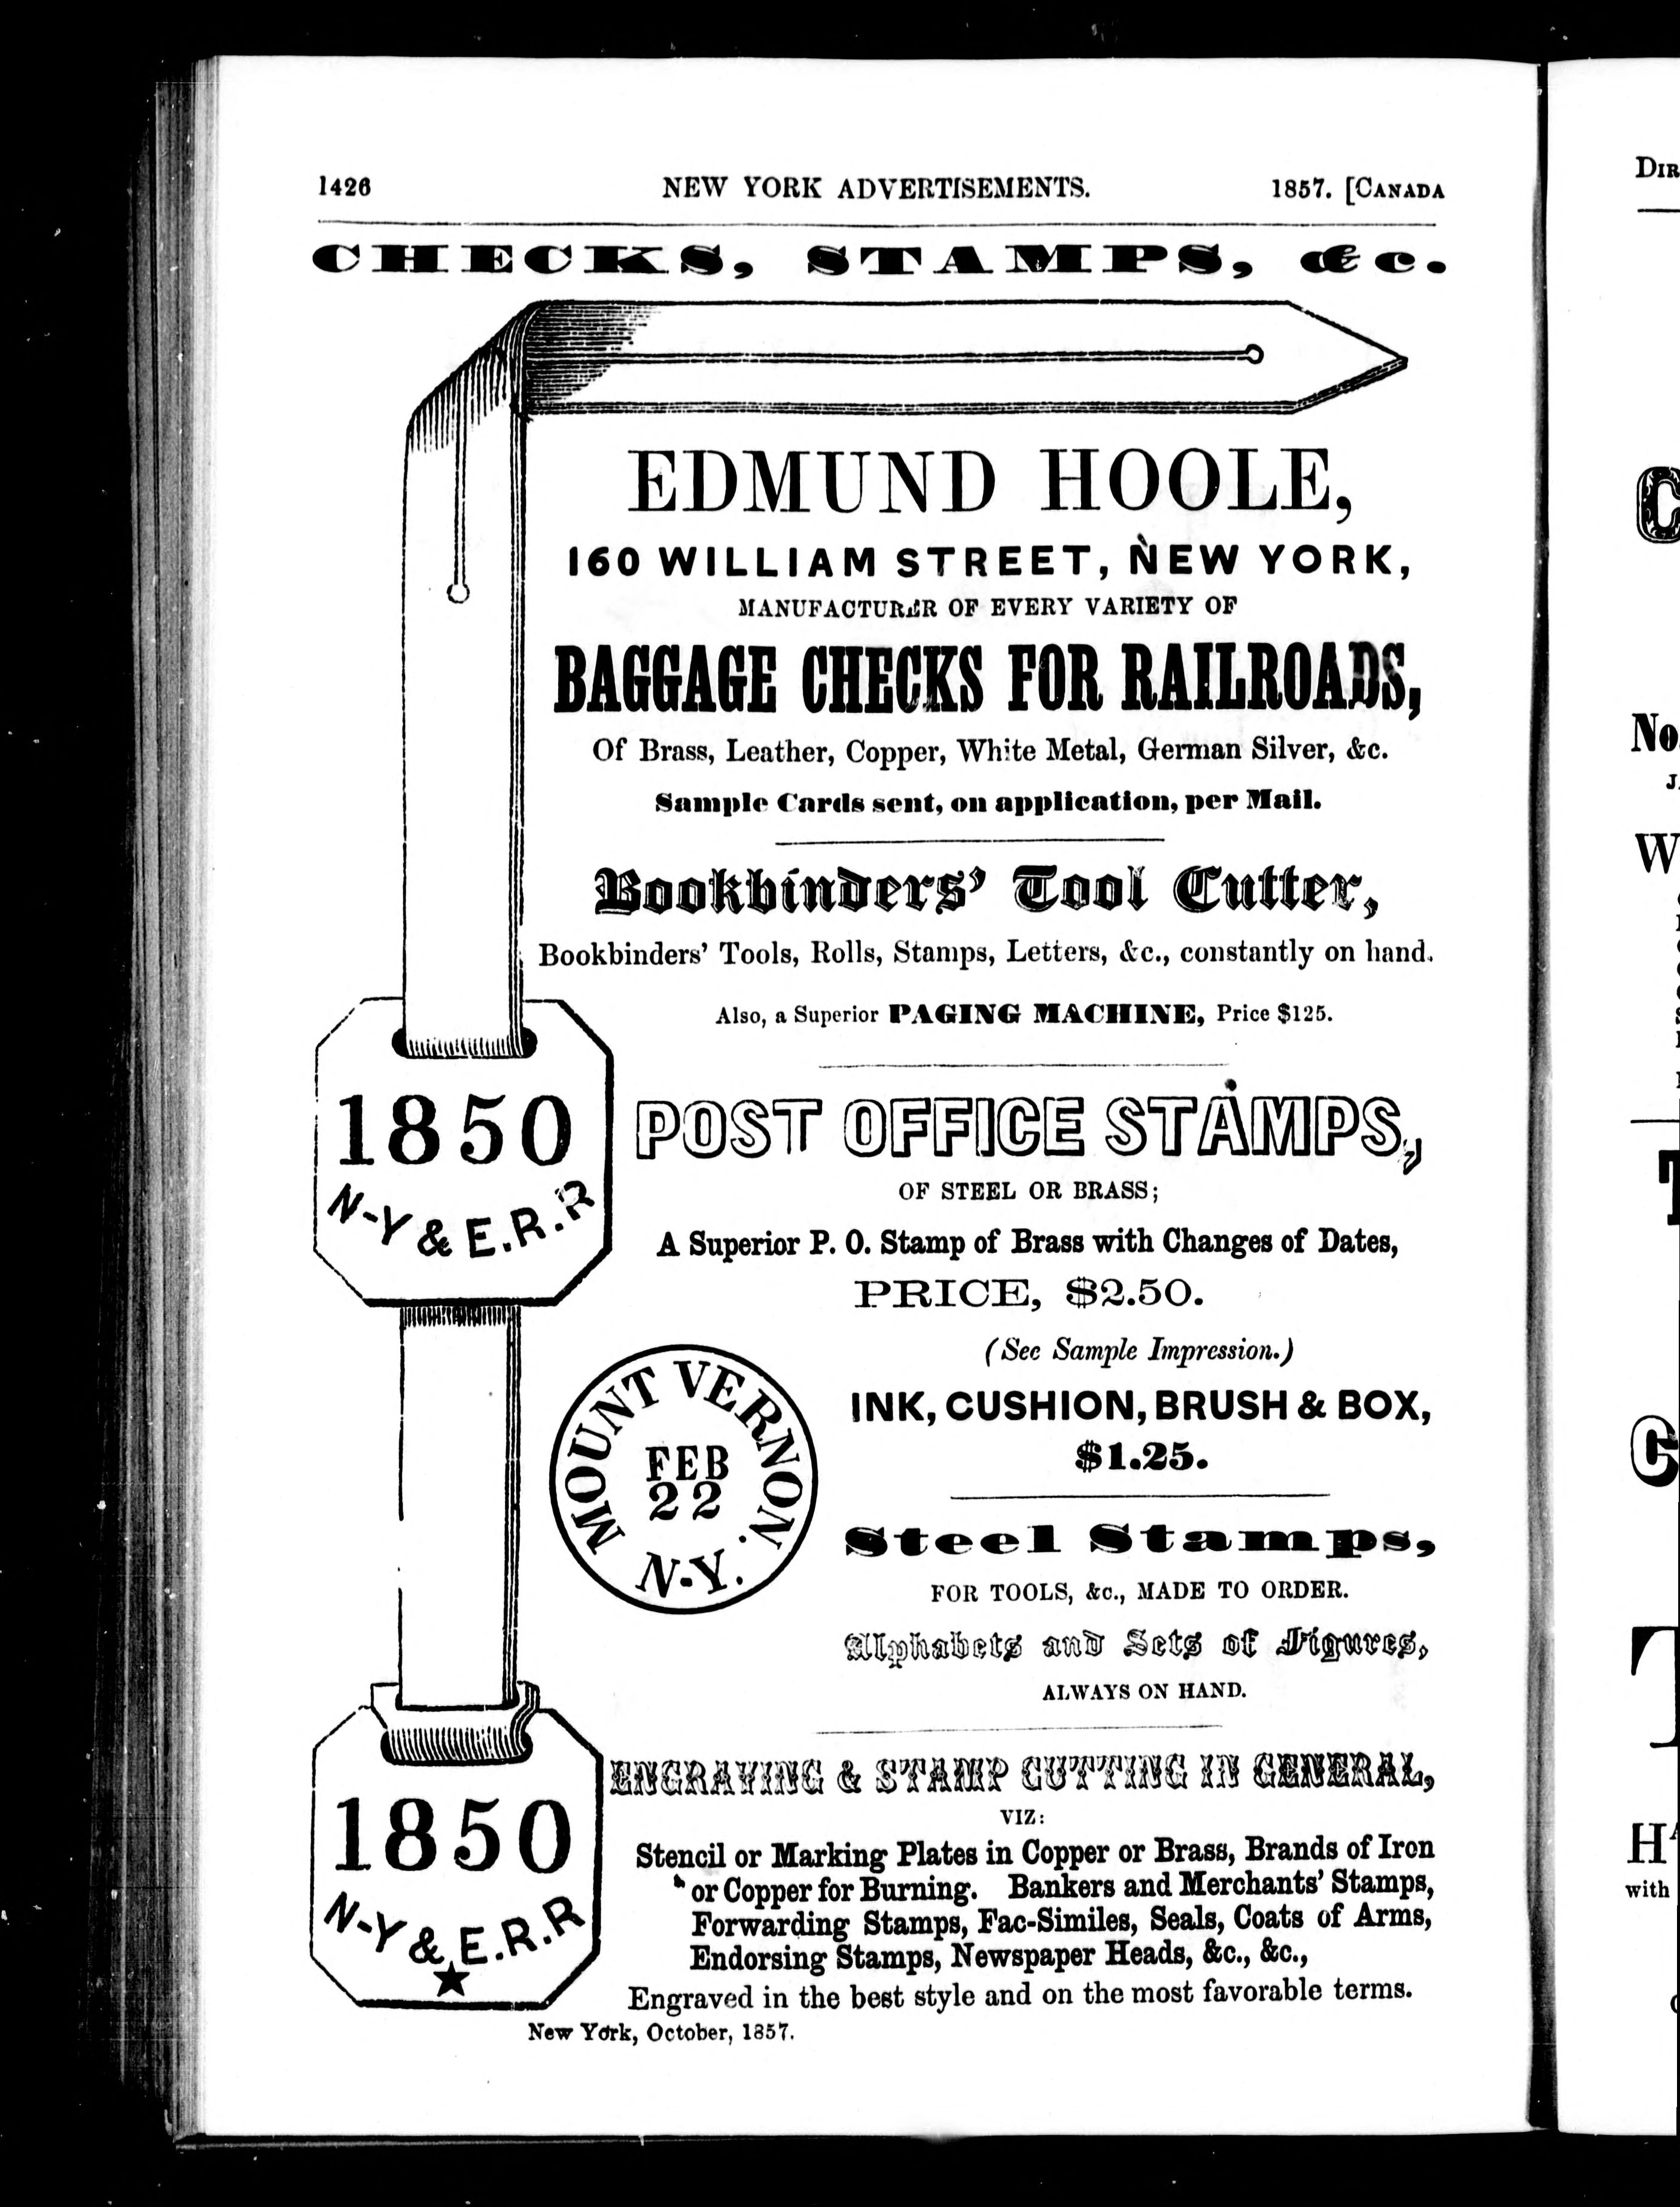 1426 NEW YORK ADVERTISEMENTS. 1857. [CANADA
CHECKS, STAMPS, &c.
EDMUND HOOLE,
160 WILLIAM STREET, NEW YORK,
MANUFACTURER OF EVERY VARIETY OF
BAGGAGE CHECKS FOR RAILROADS,
Of Brass, Leather, Copper, White Metal, German Silver, &c.
Sample Cards sent, on application, per Mail.
Bookbinders' Tool Cutter,
Bookbinders' Tools, Rolls, Stamps, Letters, &c., constantly on hand.
Also, a Superior PAGING MACHINE, Price $125.
1850
N-Y & E.R.R
POST OFFICE STAMPS,
OF STEEL OR BRASS;
A Superior P. O. Stamp of Brass with Changes of Dates,
PRICE, $2.50.
(See Sample Impression.)
MOUNT VERNON.
FEB
22
N-Y.
INK, CUSHION, BRUSH & BOX,
$1.25.
Steel Stamps,
FOR TOOLS, &c., MADE TO ORDER.
Alphabets and Sets of Figures,
ALWAYS ON HAND.
1850
N-Y & E.R.R
ENGRAVING & STAMP CUTTING IN GENERAL,
VIZ:
Stencil or Marking Plates in Copper or Brass, Brands of Iron
or Copper for Burning. Bankers and Merchants' Stamps,
Forwarding Stamps, Fac-Similes, Seals, Coats of Arms,
Endorsing Stamps, Newspaper Heads, &c., &c.,
Engraved in the best style and on the most favorable terms.
New York, October, 1857.
DIR
No
W
with